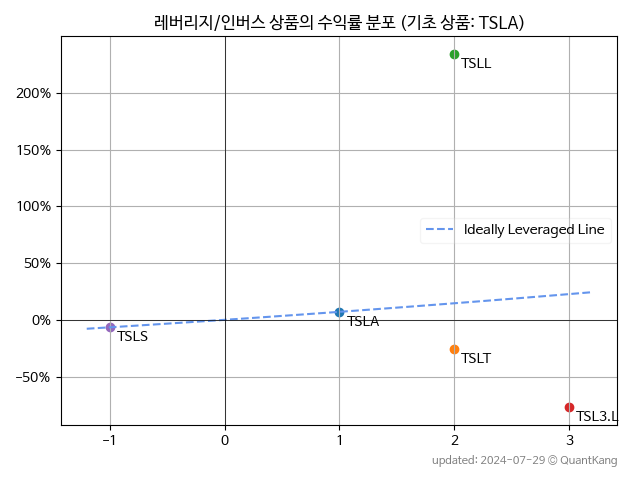 레버리지/인버스 상품의 수익률 분포 (기초 상품: TSLA)
TSLL
200%
150%
100%
Ideally Leveraged Line
50%
0%
TSLA
TSLS
TSLT
−50%
TSL3.L
−1 0 1 2 3
updated: 2024-07-29 © QuantKang